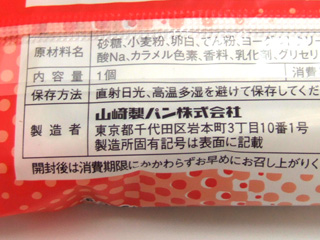 原材料名 砂糖、小麦粉、卵白、でん粉、ヨーグルト
酸Na、カラメル色素、香料、乳化剤、グリセリ
内容量 1個 消費
保存方法 直射日光、高温多湿を避けて保存してくだ
製造者 山崎製パン株式会社
東京都千代田区岩本町3丁目10番1号
製造所固有記号は表面に記載
開封後は消費期限にかかわらずお早めにお召し上がりく